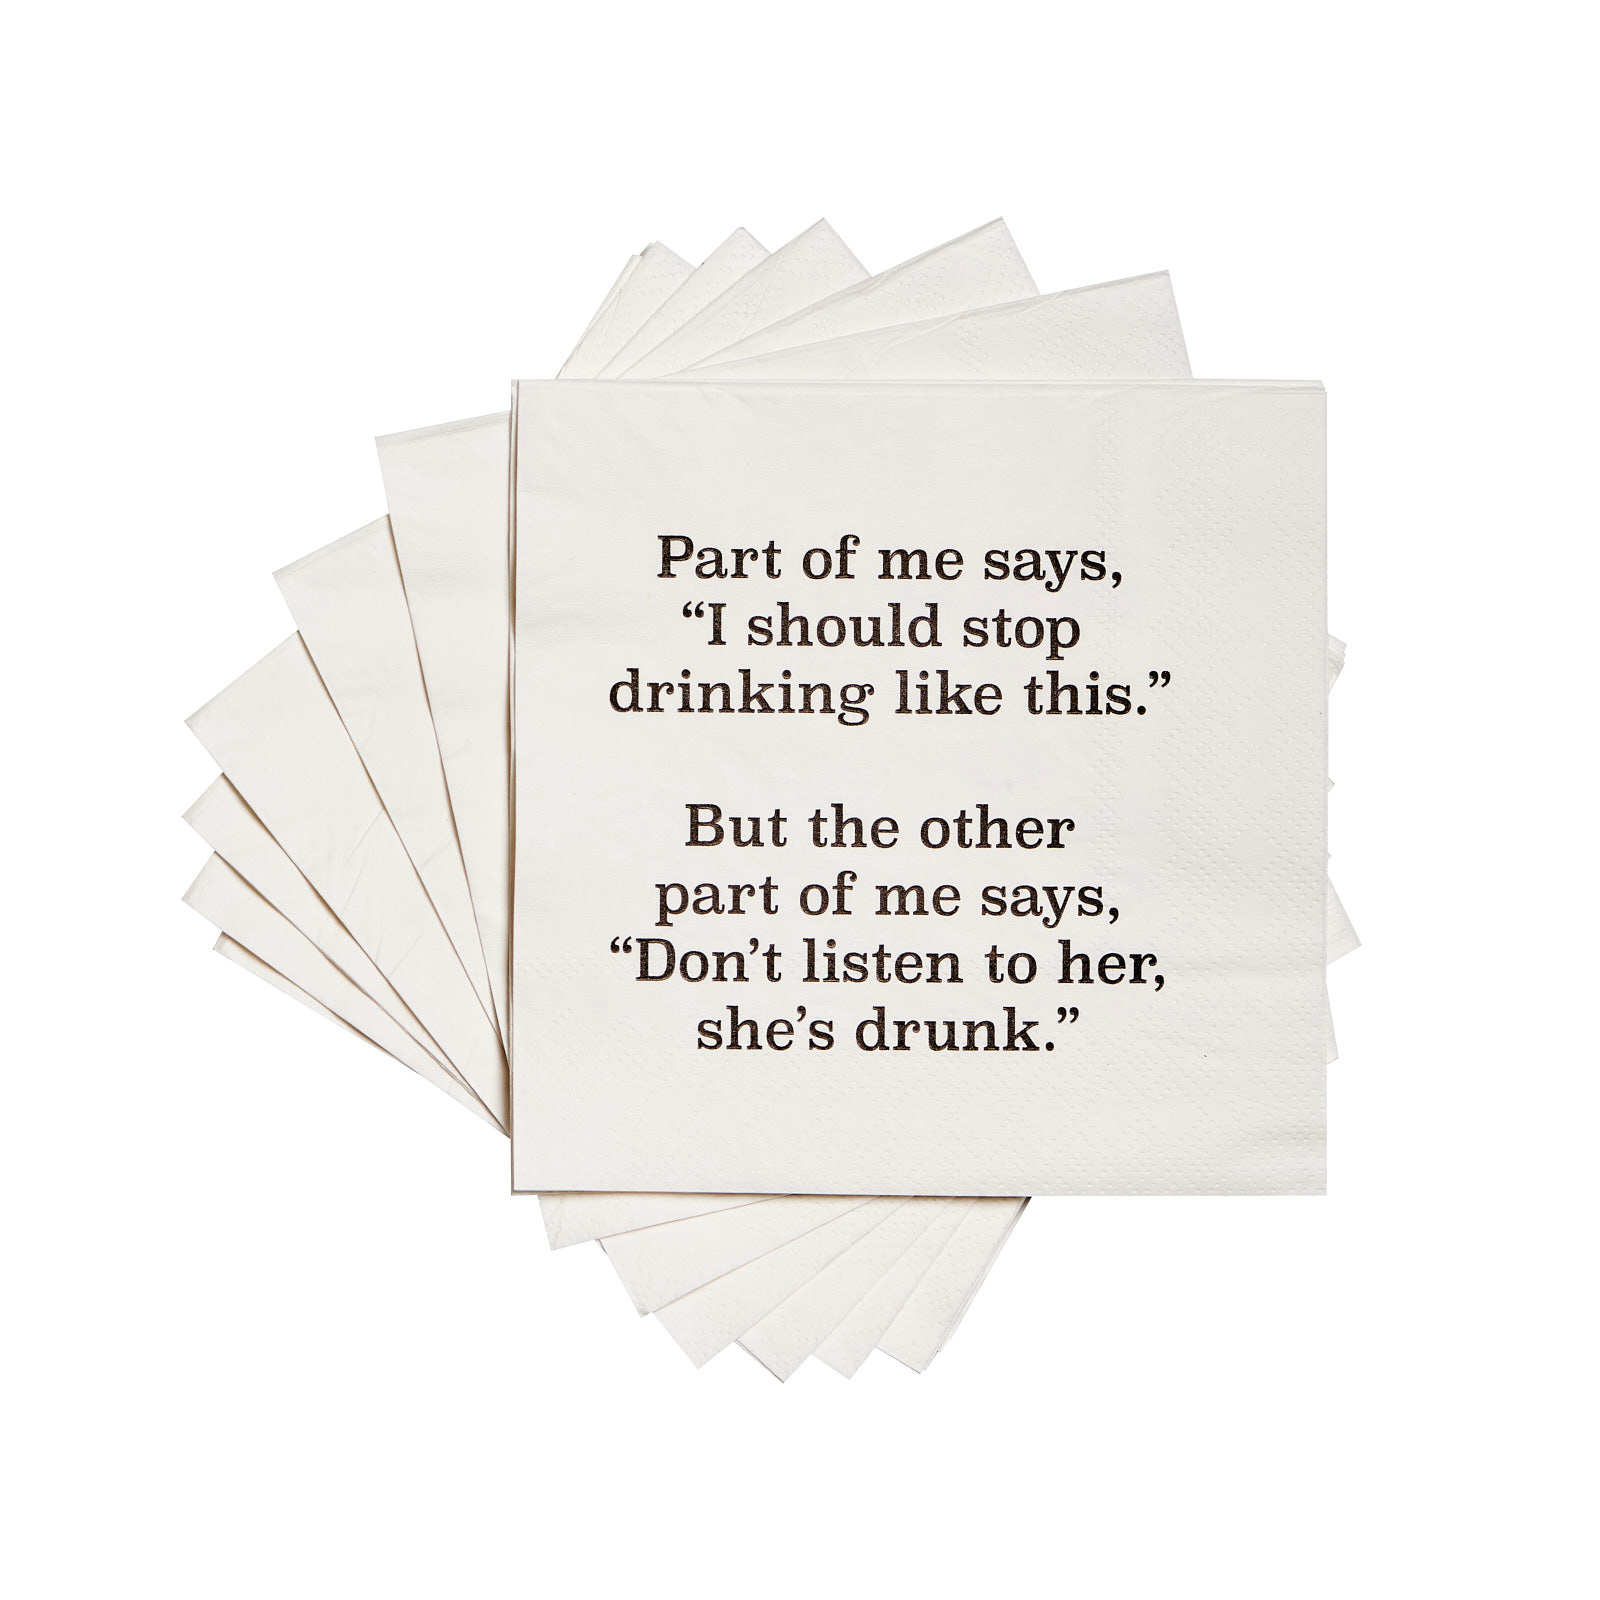 Part of me says,
“I should stop
drinking like this.”
But the other
part of me says,
“Don’t listen to her,
she’s drunk.”